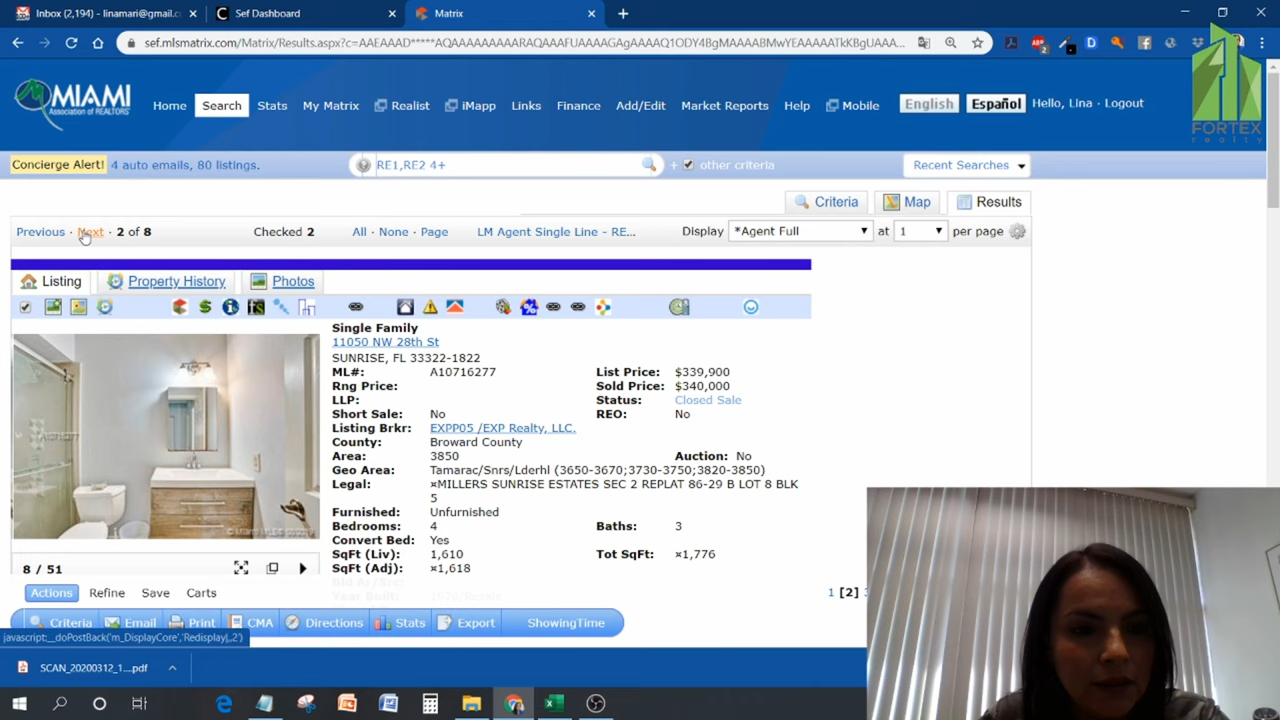 Inbox (2,194) - linamari@gmail.c
Sef Dashboard
Matrix
sef.mlsmatrix.com/Matrix/Results.aspx?c=AAEAAAD*****AQAAAAAAAAARAQAAAFUAAAAGAgAAAAQ1ODY4BgMAAAABMwYEAAAAATkKBgUAAA...
MIAMI
Association of REALTORS®
Home
Search
Stats
My Matrix
Realist
iMapp
Links
Finance
Add/Edit
Market Reports
Help
Mobile
English
Español
Hello, Lina · Logout
FORTEX
realty
Concierge Alert!
4 auto emails, 80 listings.
RE1,RE2 4+
+ other criteria
Recent Searches
Criteria
Map
Results
Previous · Next · 2 of 8
Checked 2
All · None · Page
LM Agent Single Line - RE...
Display
*Agent Full
at
1
per page
Listing
Property History
Photos
Single Family
11050 NW 28th St
SUNRISE, FL 33322-1822
ML#: A10716277 List Price: $339,900
Rng Price: Sold Price: $340,000
LLP: Status: Closed Sale
Short Sale: No REO: No
Listing Brkr: EXPP05 /EXP Realty, LLC.
County: Broward County
Area: 3850 Auction: No
Geo Area: Tamarac/Snrs/Lderhl (3650-3670;3730-3750;3820-3850)
Legal: ¤MILLERS SUNRISE ESTATES SEC 2 REPLAT 86-29 B LOT 8 BLK
5
Furnished: Unfurnished
Bedrooms: 4 Baths: 3
Convert Bed: Yes
SqFt (Liv): 1,610 Tot SqFt: ¤1,776
SqFt (Adj): ¤1,618
8 / 51
Actions
Refine
Save
Carts
1 [2]
Criteria
Email
Print
CMA
Directions
Stats
Export
ShowingTime
javascript:__doPostBack('m_DisplayCore','Redisplay|,,2')
SCAN_20200312_1....pdf